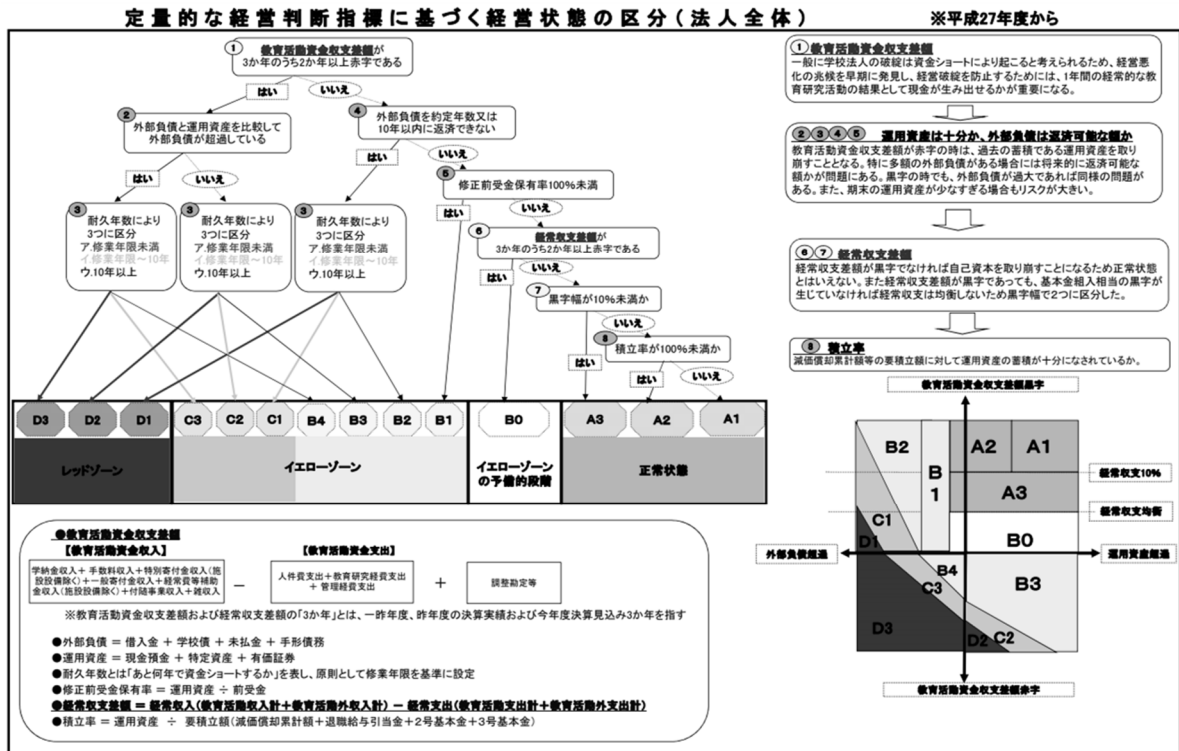 定量的な経営判断指標に基づく経営状態の区分(法人全体)
※平成27年度から
① 教育活動資金収支差額が
3か年のうち2か年以上赤字である
はい
いいえ
② 外部負債と運用資産を比較して
外部負債が超過している
④ 外部負債を約定年数又は
10年以内に返済できない
はい
いいえ
はい
いいえ
⑤ 修正前受金保有率100%未満
はい
いいえ
③ 耐久年数により
3つに区分
ア.修業年限未満
イ.修業年限~10年
ウ.10年以上
③ 耐久年数により
3つに区分
ア.修業年限未満
イ.修業年限~10年
ウ.10年以上
③ 耐久年数により
3つに区分
ア.修業年限未満
イ.修業年限~10年
ウ.10年以上
⑥ 経常収支差額が
3か年のうち2か年以上赤字である
はい
いいえ
⑦ 黒字幅が10%未満か
はい
いいえ
⑧ 積立率が100%未満か
はい
いいえ
D3 D2 D1 C3 C2 C1 B4 B3 B2 B1 B0 A3 A2 A1
レッドゾーン
イエローゾーン
イエローゾーン
の予備的段階
正常状態
●教育活動資金収支差額
【教育活動資金収入】
【教育活動資金支出】
学納金収入+手数料収入+特別寄付金収入(施
設設備除く)+一般寄付金収入+経常費等補助
金収入(施設設備除く)+付随事業収入+雑収入
−
人件費支出+教育研究経費支出
+管理経費支出
+
調整勘定等
※教育活動資金収支差額および経常収支差額の「3か年」とは、一昨年度、昨年度の決算実績および今年度決算見込み3か年を指す
●外部負債 = 借入金 + 学校債 + 未払金 + 手形債務
●運用資産 = 現金預金 + 特定資産 + 有価証券
●耐久年数とは「あと何年で資金ショートするか」を表し、原則として修業年限を基準に設定
●修正前受金保有率 = 運用資産 ÷ 前受金
●経常収支差額 = 経常収入(教育活動収入計+教育活動外収入計) − 経常支出(教育活動支出計+教育活動外支出計)
●積立率 = 運用資産 ÷ 要積立額(減価償却累計額+退職給与引当金+2号基本金+3号基本金)
① 教育活動資金収支差額
一般に学校法人の破綻は資金ショートにより起こると考えられるため、経営悪
化の兆候を早期に発見し、経営破綻を防止するためには、1年間の経常的な教
育研究活動の結果として現金が生み出せるかが重要になる。
② ③ ④ ⑤ 運用資産は十分か、外部負債は返済可能な額か
教育活動資金収支差額が赤字の時は、過去の蓄積である運用資産を取り
崩すこととなる。特に多額の外部負債がある場合には将来的に返済可能な
額かが問題にある。黒字の時でも、外部負債が過大であれば同様の問題が
ある。また、期末の運用資産が少なすぎる場合もリスクが大きい。
⑥ ⑦ 経常収支差額
経常収支差額が黒字でなければ自己資本を取り崩すことになるため正常状態
とはいえない。また経常収支差額が黒字であっても、基本金組入相当の黒字が
生じていなければ経常収支は均衡しないため黒字幅で2つに区分した。
⑧ 積立率
減価償却累計額等の要積立額に対して運用資産の蓄積が十分になされているか。
教育活動資金収支差額黒字
B2
B1
A2
A1
経常収支10%
A3
経常収支均衡
C1
D1
B0
外部負債超過
運用資産超過
B4
C3
B3
D3
D2
C2
教育活動資金収支差額赤字